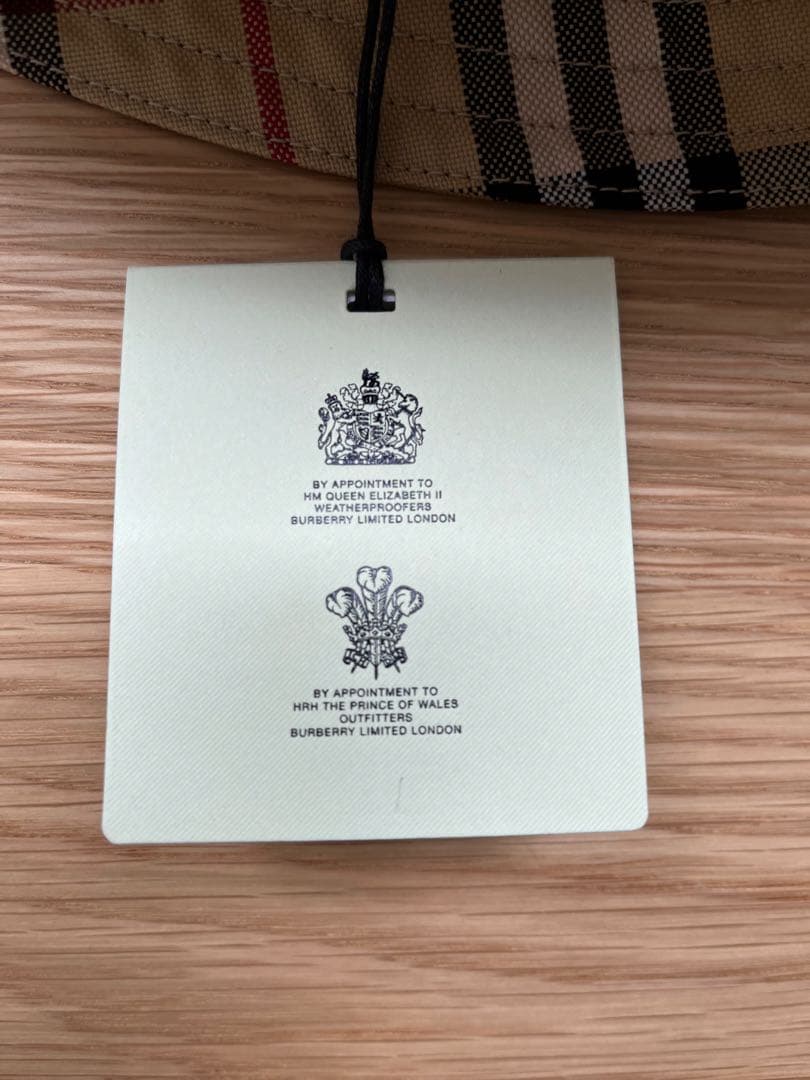 BY APPOINTMENT TO
HM QUEEN ELIZABETH II
WEATHERPROOFERS
BURBERRY LIMITED LONDON
BY APPOINTMENT TO
HRH THE PRINCE OF WALES
OUTFITTERS
BURBERRY LIMITED LONDON